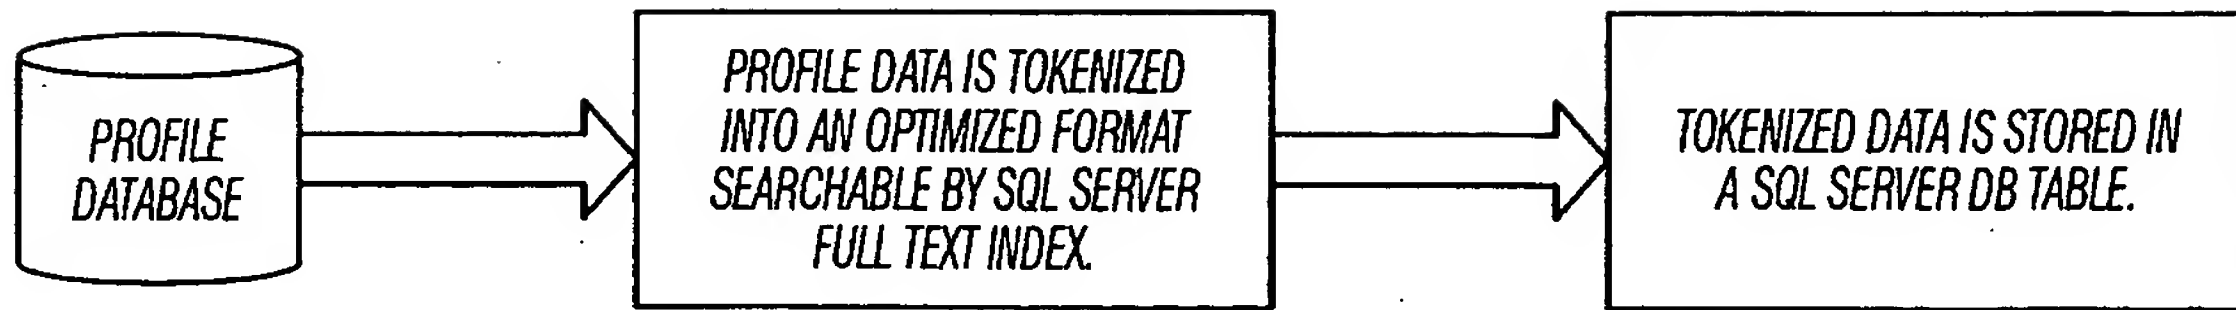 PROFILE
DATABASE
PROFILE DATA IS TOKENIZED
INTO AN OPTIMIZED FORMAT
SEARCHABLE BY SQL SERVER
FULL TEXT INDEX.
TOKENIZED DATA IS STORED IN
A SQL SERVER DB TABLE.